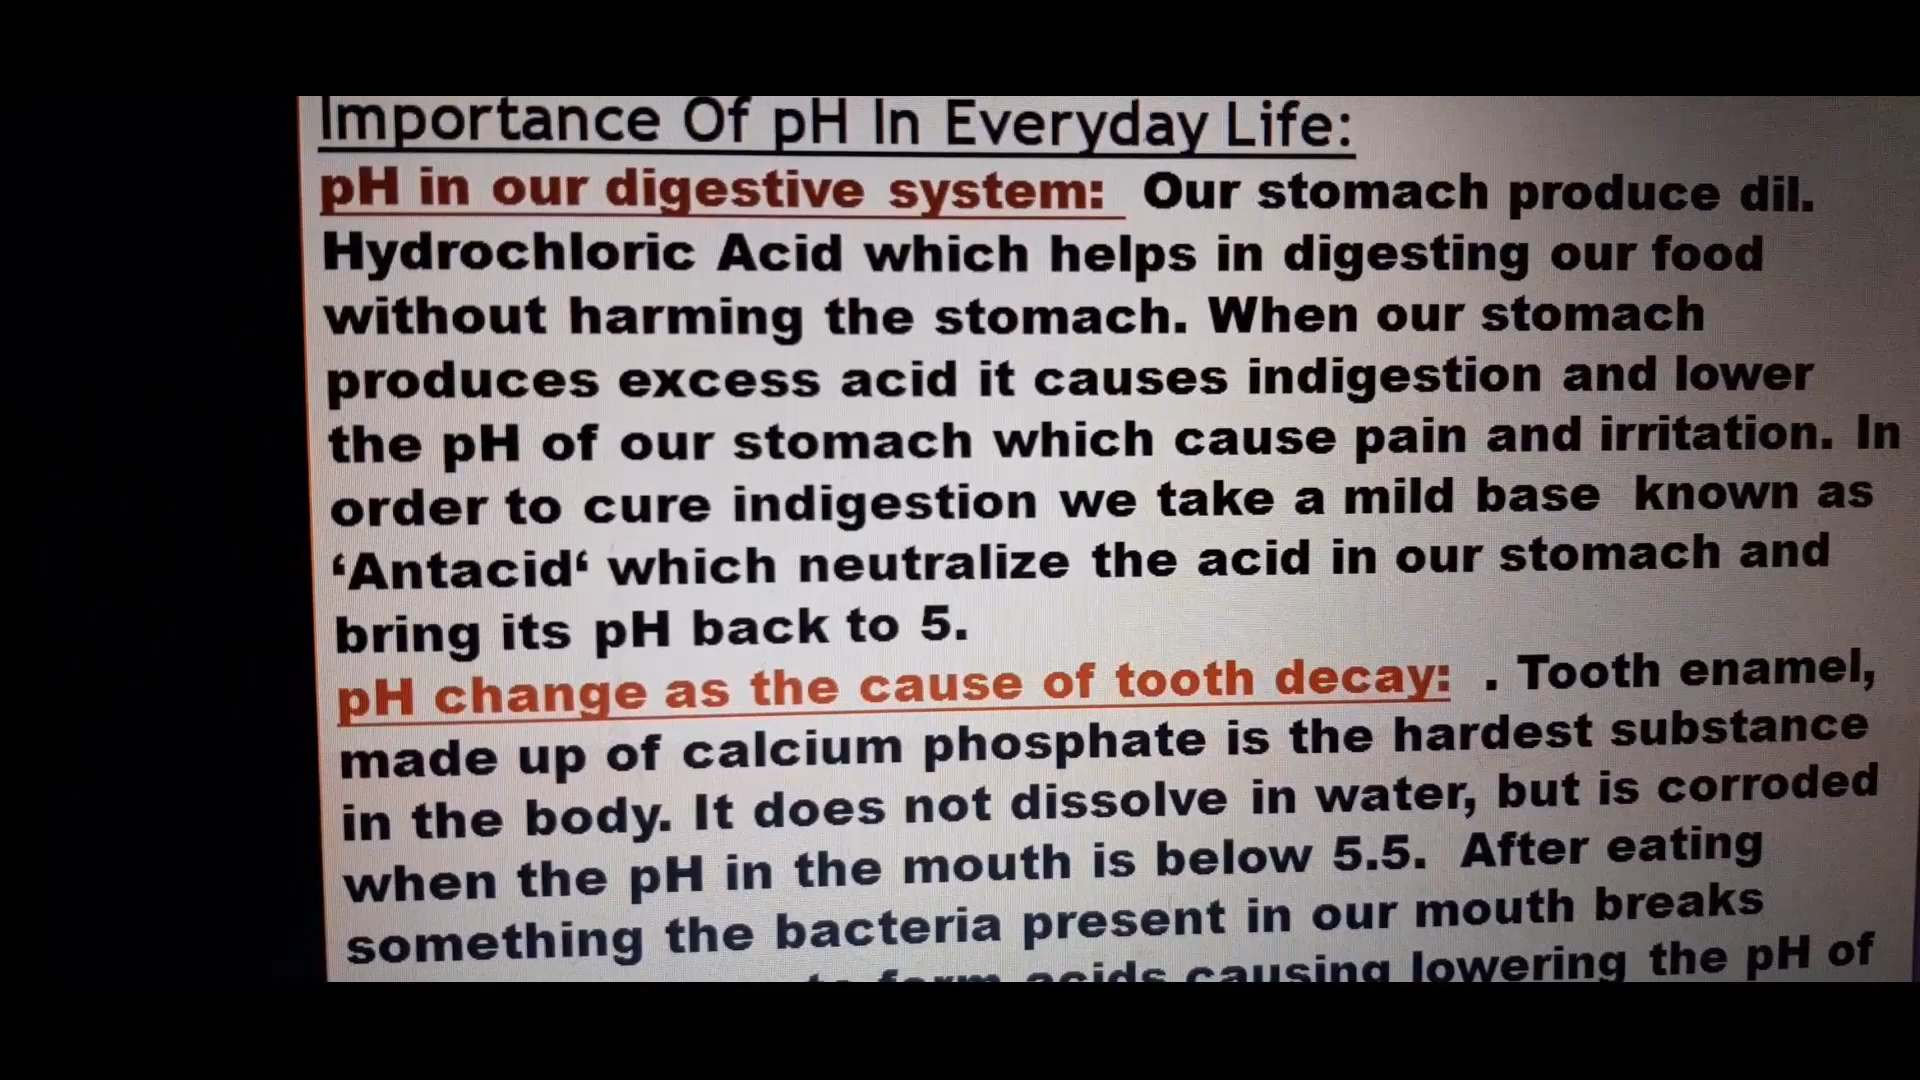 Importance Of pH In Everyday Life:
pH in our digestive system: Our stomach produce dil.
Hydrochloric Acid which helps in digesting our food
without harming the stomach. When our stomach
produces excess acid it causes indigestion and lower
the pH of our stomach which cause pain and irritation. In
order to cure indigestion we take a mild base known as
‘Antacid‘ which neutralize the acid in our stomach and
bring its pH back to 5.
pH change as the cause of tooth decay: . Tooth enamel,
made up of calcium phosphate is the hardest substance
in the body. It does not dissolve in water, but is corroded
when the pH in the mouth is below 5.5. After eating
something the bacteria present in our mouth breaks
to form acids causing lowering the pH of